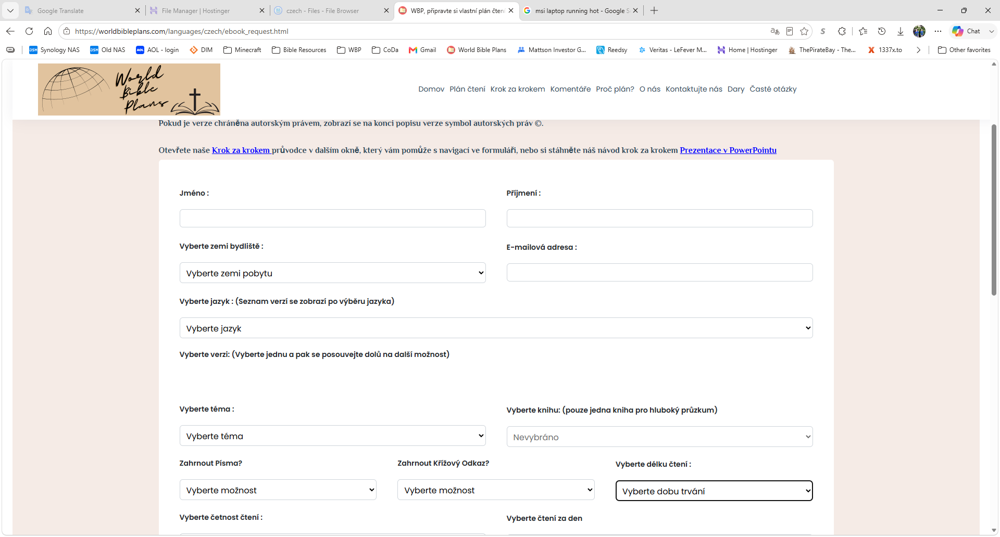 Google Translate
File Manager | Hostinger
czech - Files - File Browser
WBP, připravte si vlastní plán čten
msi laptop running hot - Google S
https://worldbibleplans.com/languages/czech/ebook_request.html
Chat
Synology NAS
Old NAS
AOL - login
DIM
Minecraft
Bible Resources
WBP
CoDa
Gmail
World Bible Plans
Mattson Investor G...
Reedsy
Veritas - LeFever M...
Home | Hostinger
ThePirateBay - The...
1337x.to
Other favorites
World
Bible
Plans
Domov Plán čtení Krok za krokem Komentáře Proč plán? O nás Kontaktujte nás Dary Časté otázky
Pokud je verze chráněna autorským právem, zobrazí se na konci popisu verze symbol autorských práv ©.
Otevřete naše Krok za krokem průvodce v dalším okně, který vám pomůže s navigací ve formuláři, nebo si stáhněte náš návod krok za krokem Prezentace v PowerPointu
Jméno :
Příjmení :
Vyberte zemi bydliště :
E-mailová adresa :
Vyberte zemi pobytu
Vyberte jazyk : (Seznam verzí se zobrazí po výběru jazyka)
Vyberte jazyk
Vyberte verzi: (Vyberte jednu a pak se posouvejte dolů na další možnost)
Vyberte téma :
Vyberte knihu: (pouze jedna kniha pro hluboký průzkum)
Vyberte téma
Nevybráno
Zahrnout Písma?
Zahrnout Křížový Odkaz?
Vyberte délku čtení :
Vyberte možnost
Vyberte možnost
Vyberte dobu trvání
Vyberte četnost čtení :
Vyberte čtení za den